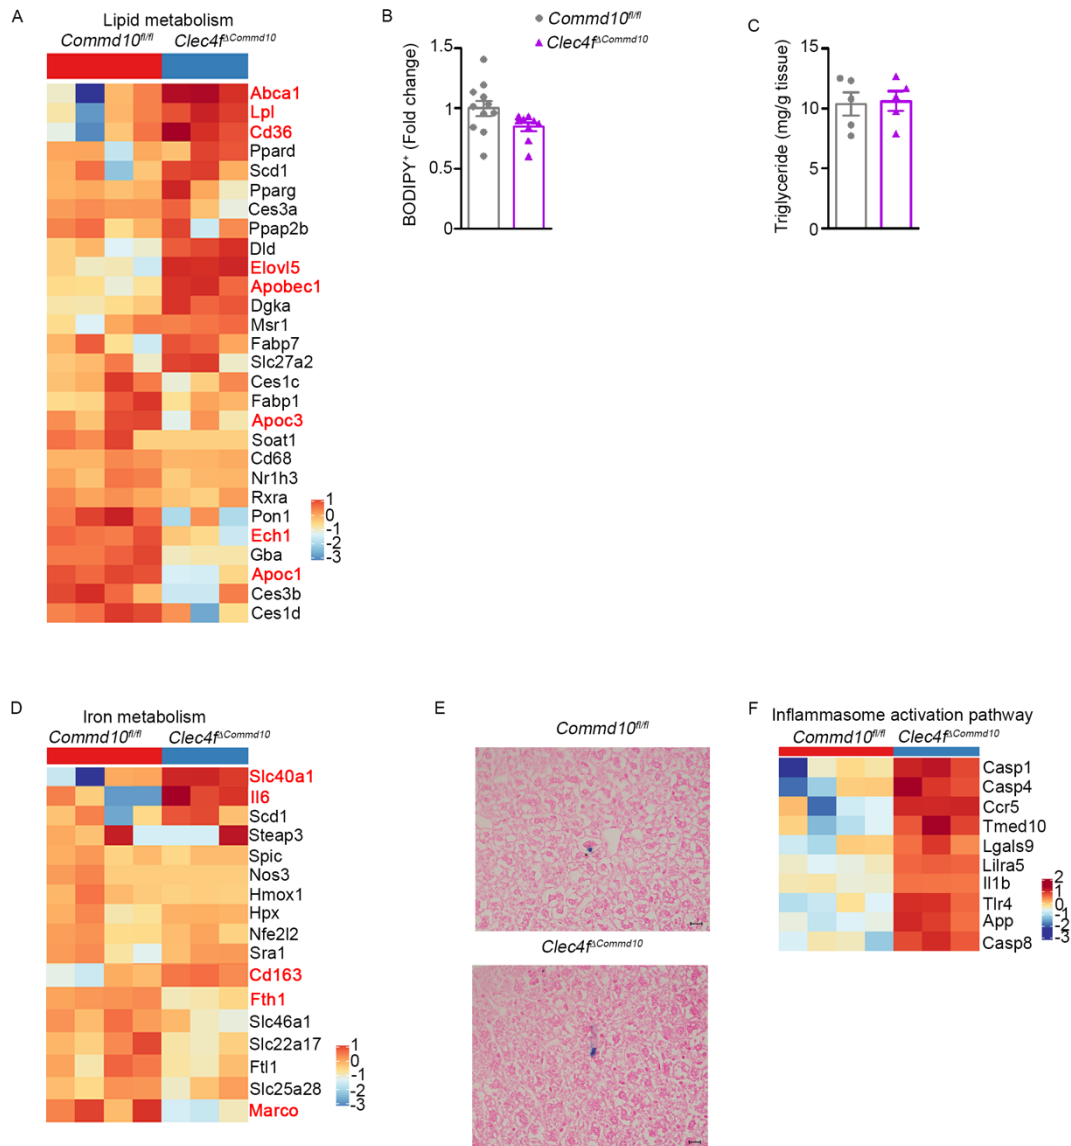 A
Lipid metabolism
Commd10fl/fl
Clec4fΔCommd10
Abca1
Lpl
Cd36
Ppard
Scd1
Pparg
Ces3a
Ppap2b
Dld
Elovl5
Apobec1
Dgka
Msr1
Fabp7
Slc27a2
Ces1c
Fabp1
Apoc3
Soat1
Cd68
Nr1h3
Rxra
Pon1
Ech1
Gba
Apoc1
Ces3b
Ces1d
1
0
-1
-2
-3
B
Commd10fl/fl
Clec4fΔCommd10
BODIPY+ (Fold change)
1.5
1
0.5
0
C
Triglyceride (mg/g tissue)
15
10
5
0
D
Iron metabolism
Commd10fl/fl
Clec4fΔCommd10
Slc40a1
Il6
Scd1
Steap3
Spic
Nos3
Hmox1
Hpx
Nfe2l2
Sra1
Cd163
Fth1
Slc46a1
Slc22a17
Ftl1
Slc25a28
Marco
1
0
-1
-2
-3
E
Commd10fl/fl
Clec4fΔCommd10
F
Inflammasome activation pathway
Commd10fl/fl
Clec4fΔCommd10
Casp1
Casp4
Ccr5
Tmed10
Lgals9
Lilra5
Il1b
Tlr4
App
Casp8
2
1
0
-1
-2
-3